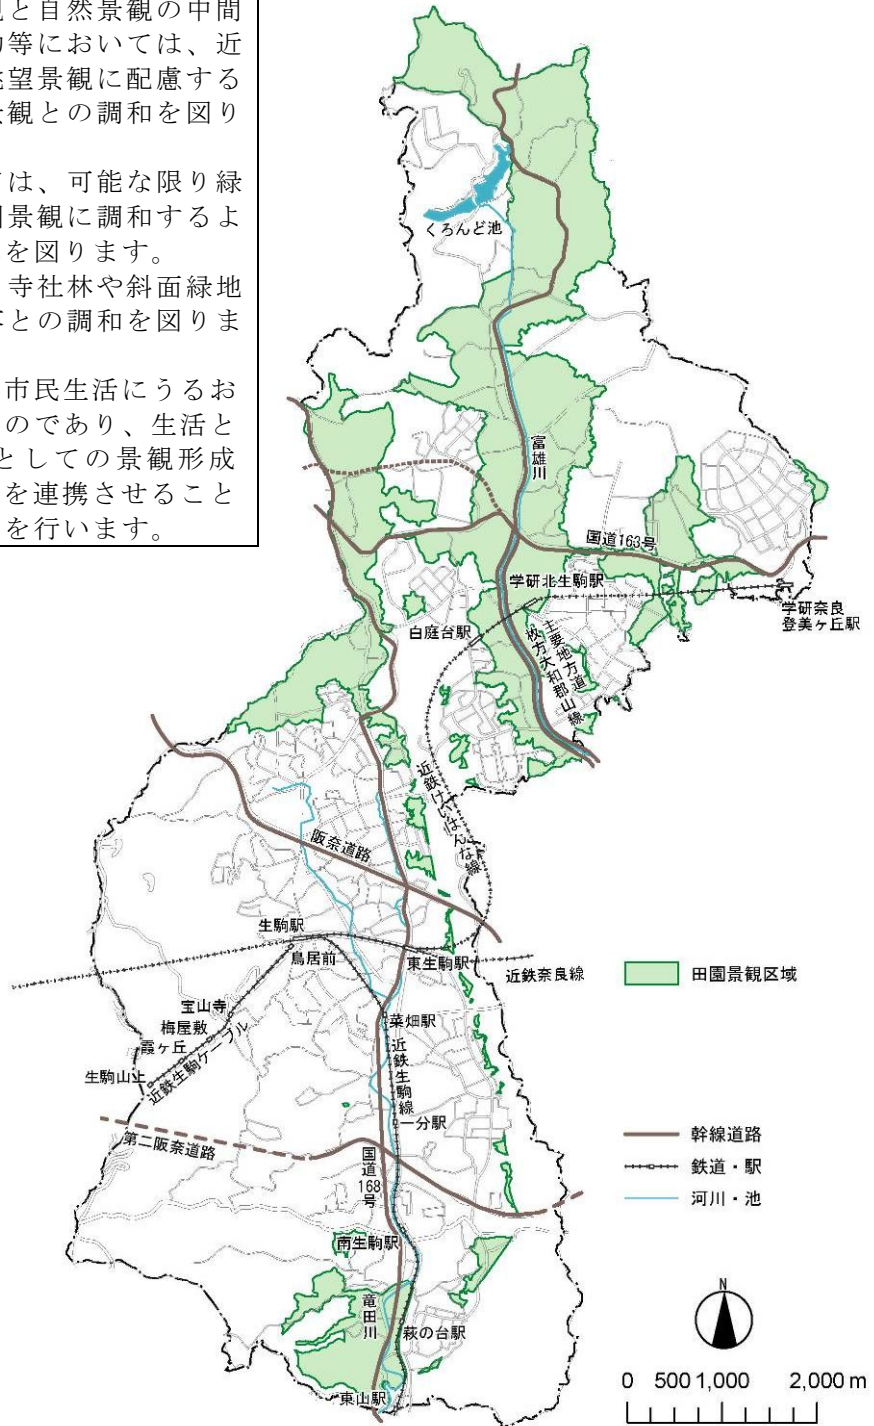 観と自然景観の中間
等においては、近
眺望景観に配慮する
景観との調和を図り
は、可能な限り緑
景観に調和するよ
を図ります。
寺社林や斜面緑地
との調和を図りま
市民生活にうるお
のであり、生活と
としての景観形成
を連携させること
を行います。
くろんど池
富雄川
国道163号
学研北生駒駅
学研奈良
登美ヶ丘駅
白庭台駅
主要地方道
枚方大和郡山線
近鉄けいはんな線
阪奈道路
生駒駅
鳥居前
東生駒駅
近鉄奈良線
田園景観区域
宝山寺
梅屋敷
霞ヶ丘
生駒山上
近鉄生駒ケーブル
菜畑駅
近鉄生駒線
一分駅
第二阪奈道路
国道168号
幹線道路
鉄道・駅
河川・池
南生駒駅
竜田川
萩の台駅
東山駅
N
0 500 1,000 2,000 m